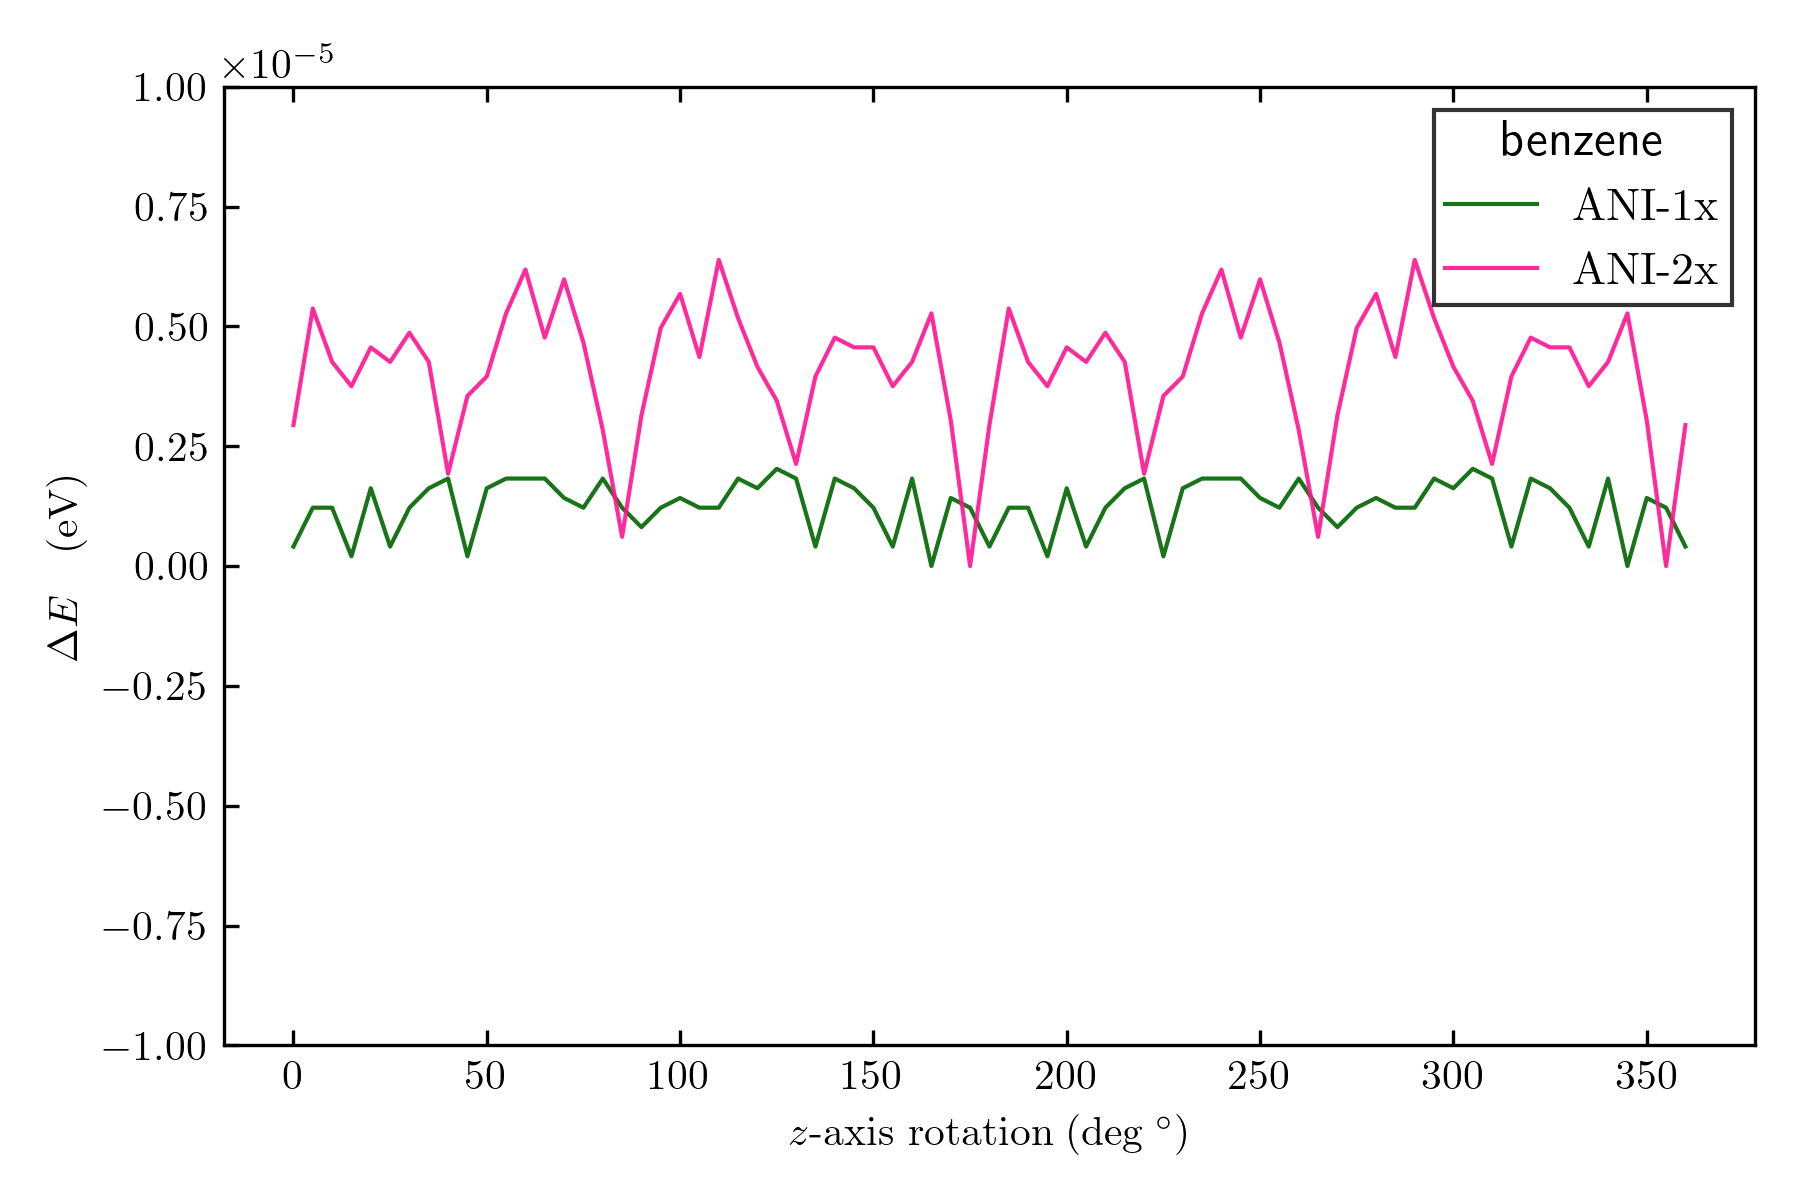 ×10⁻⁵
1.00
0.75
0.50
0.25
0.00
−0.25
−0.50
−0.75
−1.00
ΔE (eV)
benzene
ANI-1x
ANI-2x
0 50 100 150 200 250 300 350
z-axis rotation (deg °)